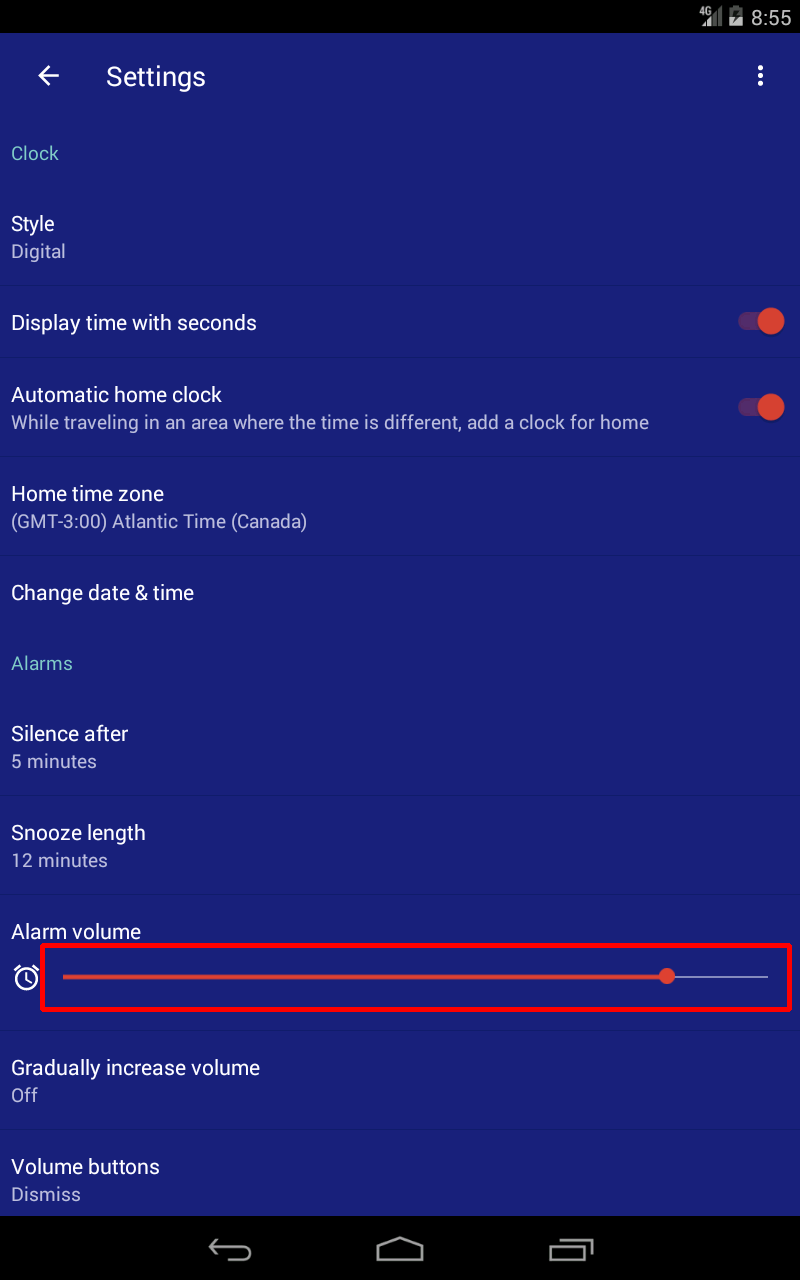 4G 8:55
Settings
Clock
Style
Digital
Display time with seconds
Automatic home clock
While traveling in an area where the time is different, add a clock for home
Home time zone
(GMT-3:00) Atlantic Time (Canada)
Change date & time
Alarms
Silence after
5 minutes
Snooze length
12 minutes
Alarm volume
Gradually increase volume
Off
Volume buttons
Dismiss